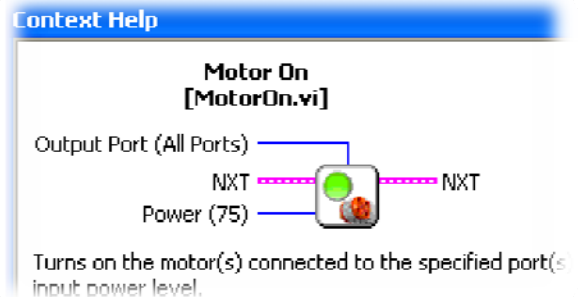 Context Help
Motor On
[MotorOn.vi]
Output Port (All Ports)
NXT NXT
Power (75)
Turns on the motor(s) connected to the specified port(s
input power level.